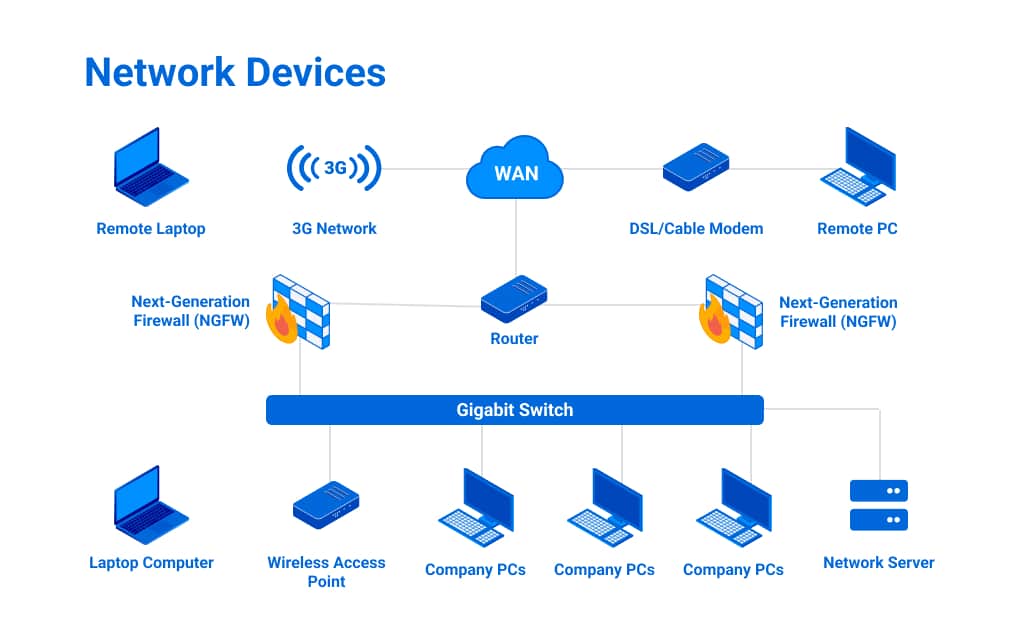 Network Devices
3G
WAN
Remote Laptop
3G Network
DSL/Cable Modem
Remote PC
Next-Generation
Firewall (NGFW)
Router
Next-Generation
Firewall (NGFW)
Gigabit Switch
Laptop Computer
Wireless Access
Point
Company PCs
Company PCs
Company PCs
Network Server